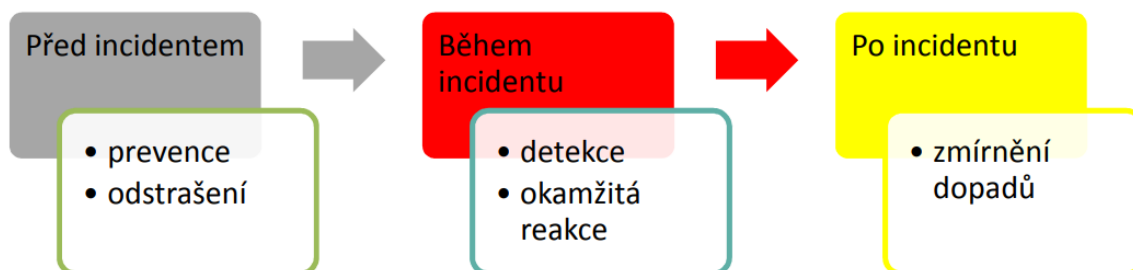 Před incidentem
• prevence
• odstrašení
Během
incidentu
• detekce
• okamžitá
reakce
Po incidentu
• zmírnění
dopadů